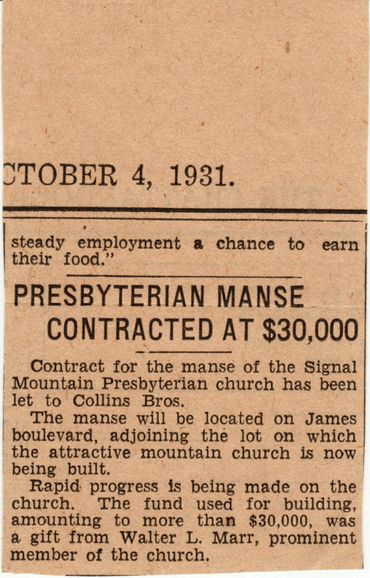 CTOBER 4, 1931.
steady employment a chance to earn
their food."
PRESBYTERIAN MANSE
CONTRACTED AT $30,000
Contract for the manse of the Signal
Mountain Presbyterian church has been
let to Collins Bros.
The manse will be located on James
boulevard, adjoining the lot on which
the attractive mountain church is now
being built.
Rapid progress is being made on the
church. The fund used for building,
amounting to more than $30,000, was
a gift from Walter L. Marr, prominent
member of the church.